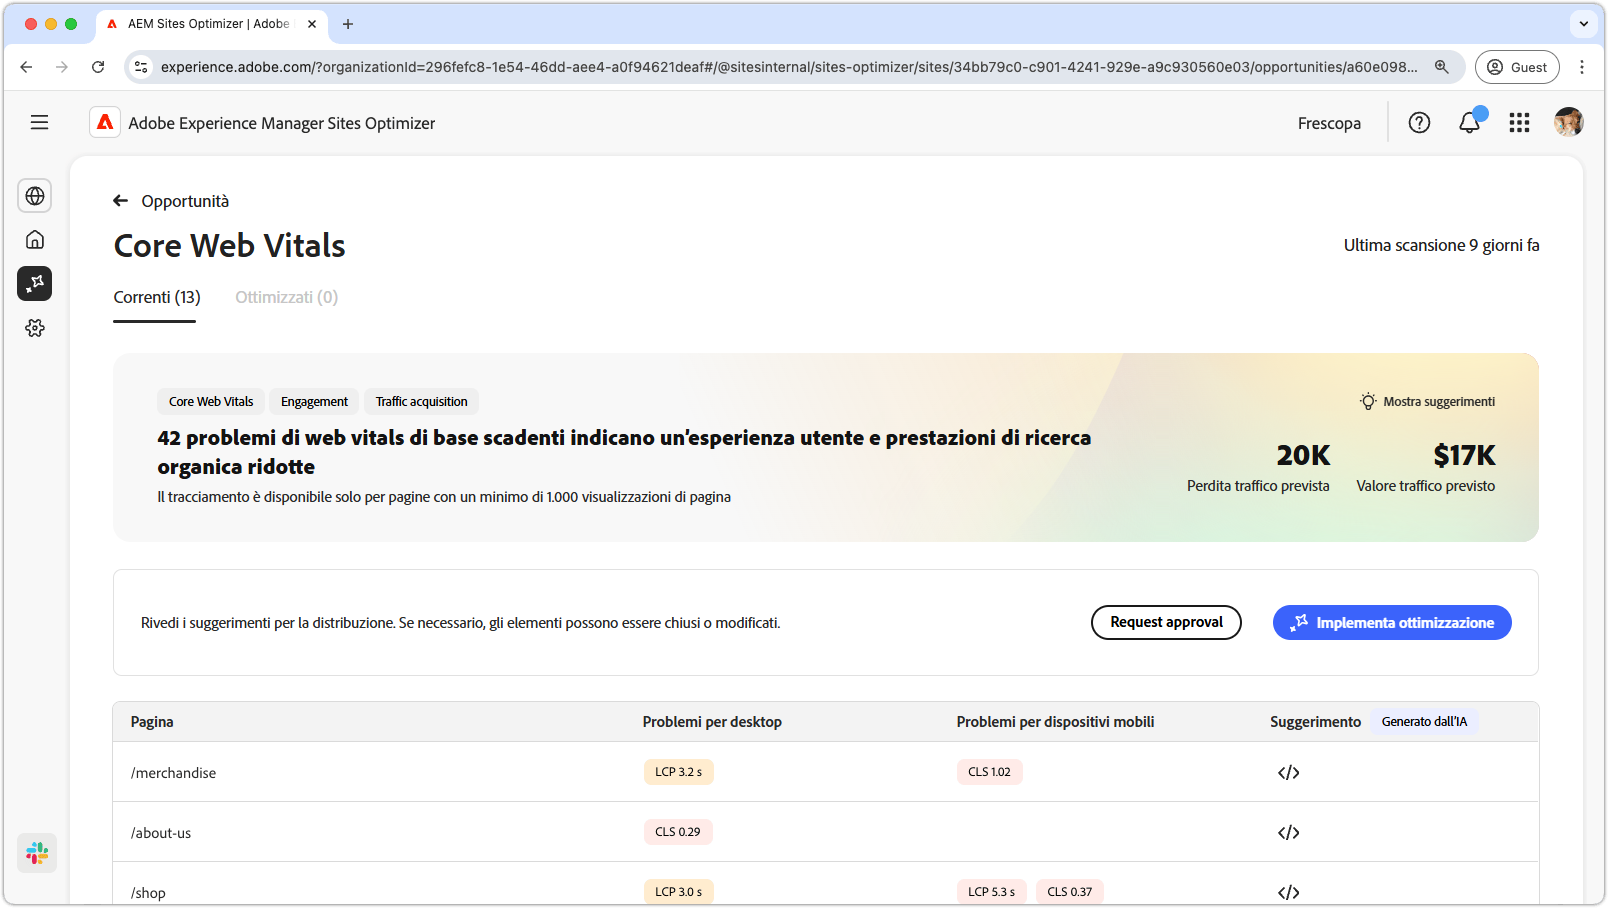 AEM Sites Optimizer | Adobe
experience.adobe.com/?organizationId=296fefc8-1e54-46dd-aee4-a0f94621deaf#/@sitesinternal/sites-optimizer/sites/34bb79c0-c901-4241-929e-a9c930560e03/opportunities/a60e098...
Guest
Adobe Experience Manager Sites Optimizer
Frescopa
Opportunità
Core Web Vitals
Ultima scansione 9 giorni fa
Correnti (13)
Ottimizzati (0)
Core Web Vitals
Engagement
Traffic acquisition
Mostra suggerimenti
42 problemi di web vitals di base scadenti indicano un'esperienza utente e prestazioni di ricerca
organica ridotte
20K
$17K
Il tracciamento è disponibile solo per pagine con un minimo di 1.000 visualizzazioni di pagina
Perdita traffico prevista
Valore traffico previsto
Rivedi i suggerimenti per la distribuzione. Se necessario, gli elementi possono essere chiusi o modificati.
Request approval
Implementa ottimizzazione
Pagina
Problemi per desktop
Problemi per dispositivi mobili
Suggerimento
Generato dall'IA
/merchandise
LCP 3.2 s
CLS 1.02
/about-us
CLS 0.29
/shop
LCP 3.0 s
LCP 5.3 s
CLS 0.37